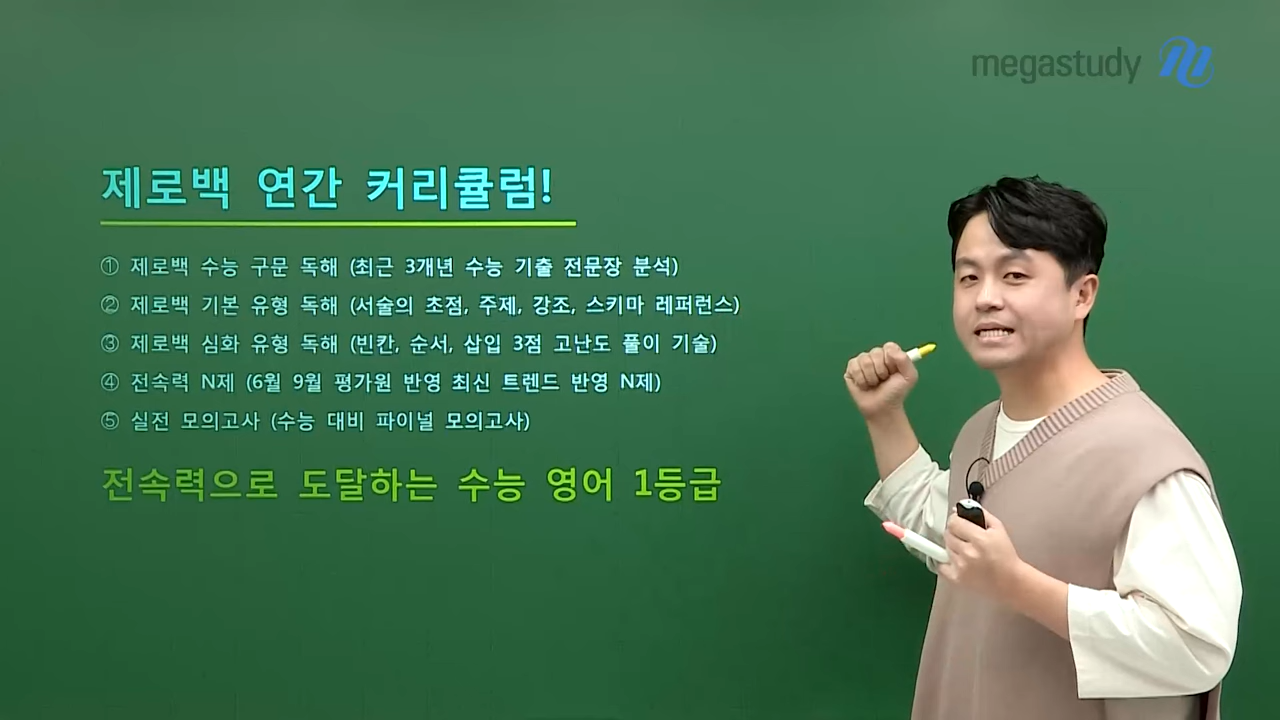 megastudy
제로백 연간 커리큘럼!
① 제로백 수능 구문 독해 (최근 3개년 수능 기출 전문장 분석)
② 제로백 기본 유형 독해 (서술의 초점, 주제, 강조, 스키마 레퍼런스)
③ 제로백 심화 유형 독해 (빈칸, 순서, 삽입 3점 고난도 풀이 기술)
④ 전속력 N제 (6월 9월 평가원 반영 최신 트렌드 반영 N제)
⑤ 실전 모의고사 (수능 대비 파이널 모의고사)
전속력으로 도달하는 수능 영어 1등급